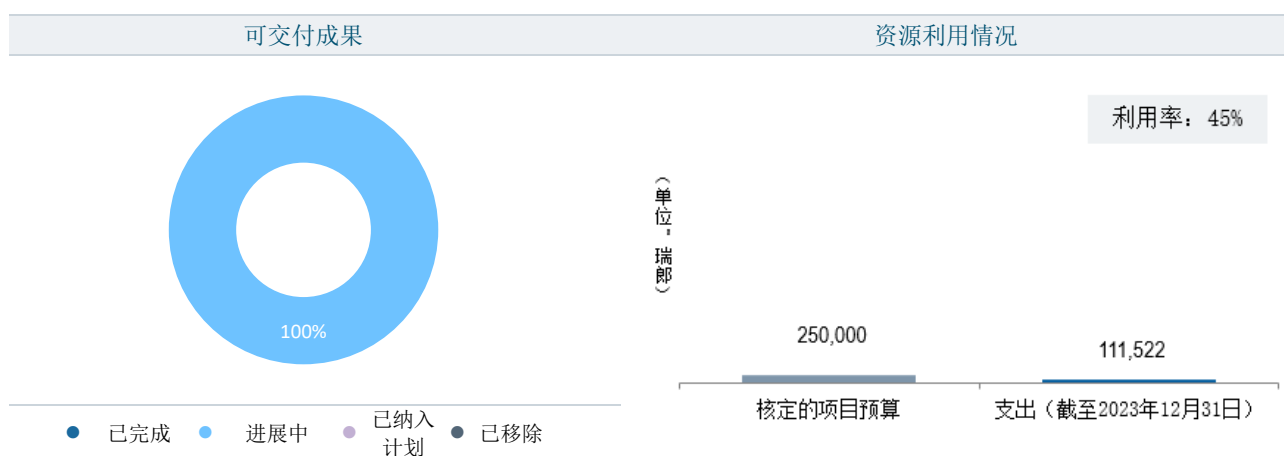 可交付成果
资源利用情况
100%
已完成
进展中
已纳入
计划
已移除
利用率：45%
（单位：瑞郎）
250,000
111,522
核定的项目预算
支出（截至2023年12月31日）